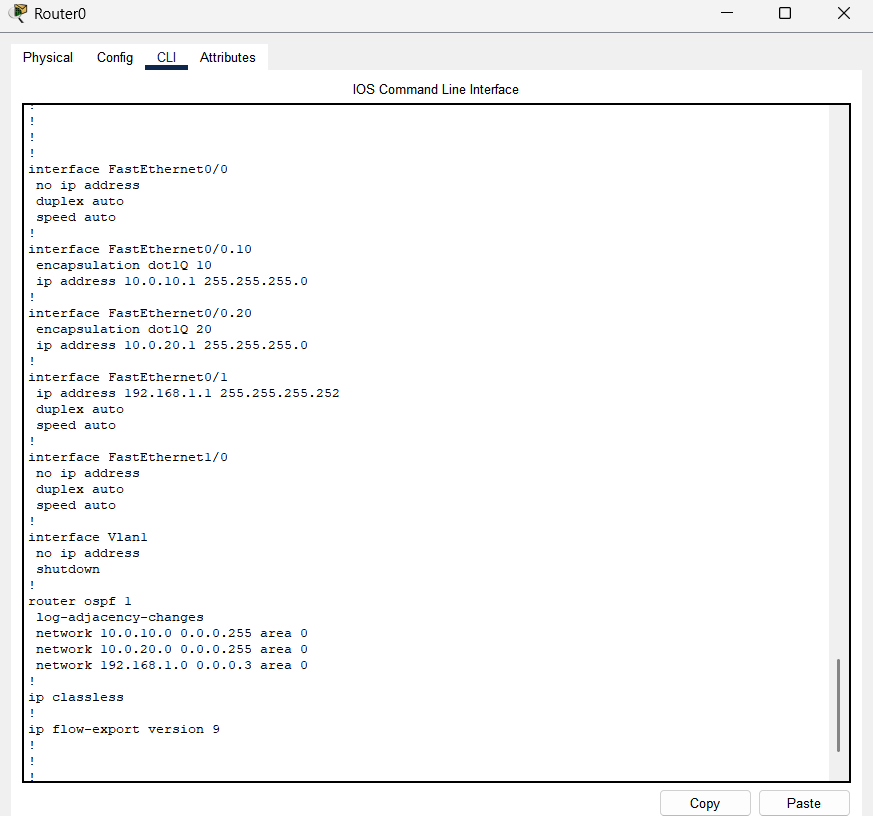 Router0
Physical Config CLI Attributes
IOS Command Line Interface
!
!
!
!
interface FastEthernet0/0
 no ip address
 duplex auto
 speed auto
!
interface FastEthernet0/0.10
 encapsulation dot1Q 10
 ip address 10.0.10.1 255.255.255.0
!
interface FastEthernet0/0.20
 encapsulation dot1Q 20
 ip address 10.0.20.1 255.255.255.0
!
interface FastEthernet0/1
 ip address 192.168.1.1 255.255.255.252
 duplex auto
 speed auto
!
interface FastEthernet1/0
 no ip address
 duplex auto
 speed auto
!
interface Vlan1
 no ip address
 shutdown
!
router ospf 1
 log-adjacency-changes
 network 10.0.10.0 0.0.0.255 area 0
 network 10.0.20.0 0.0.0.255 area 0
 network 192.168.1.0 0.0.0.3 area 0
!
ip classless
!
ip flow-export version 9
!
!
!
Copy Paste